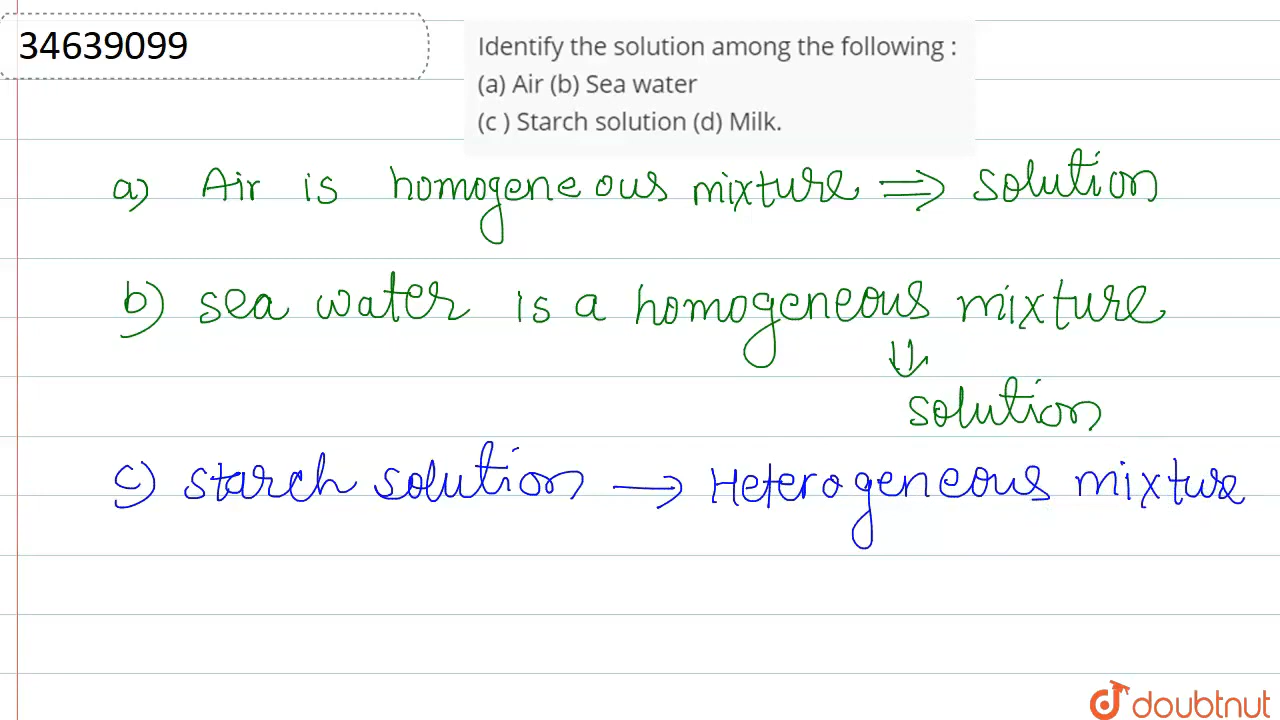 34639099
Identify the solution among the following :
(a) Air (b) Sea water
(c ) Starch solution (d) Milk.
a) Air is homogeneous mixture ⇒ solution
b) sea water is a homogeneous mixture
⇓
solution
c) starch solution → Heterogeneous mixture
doubtnut